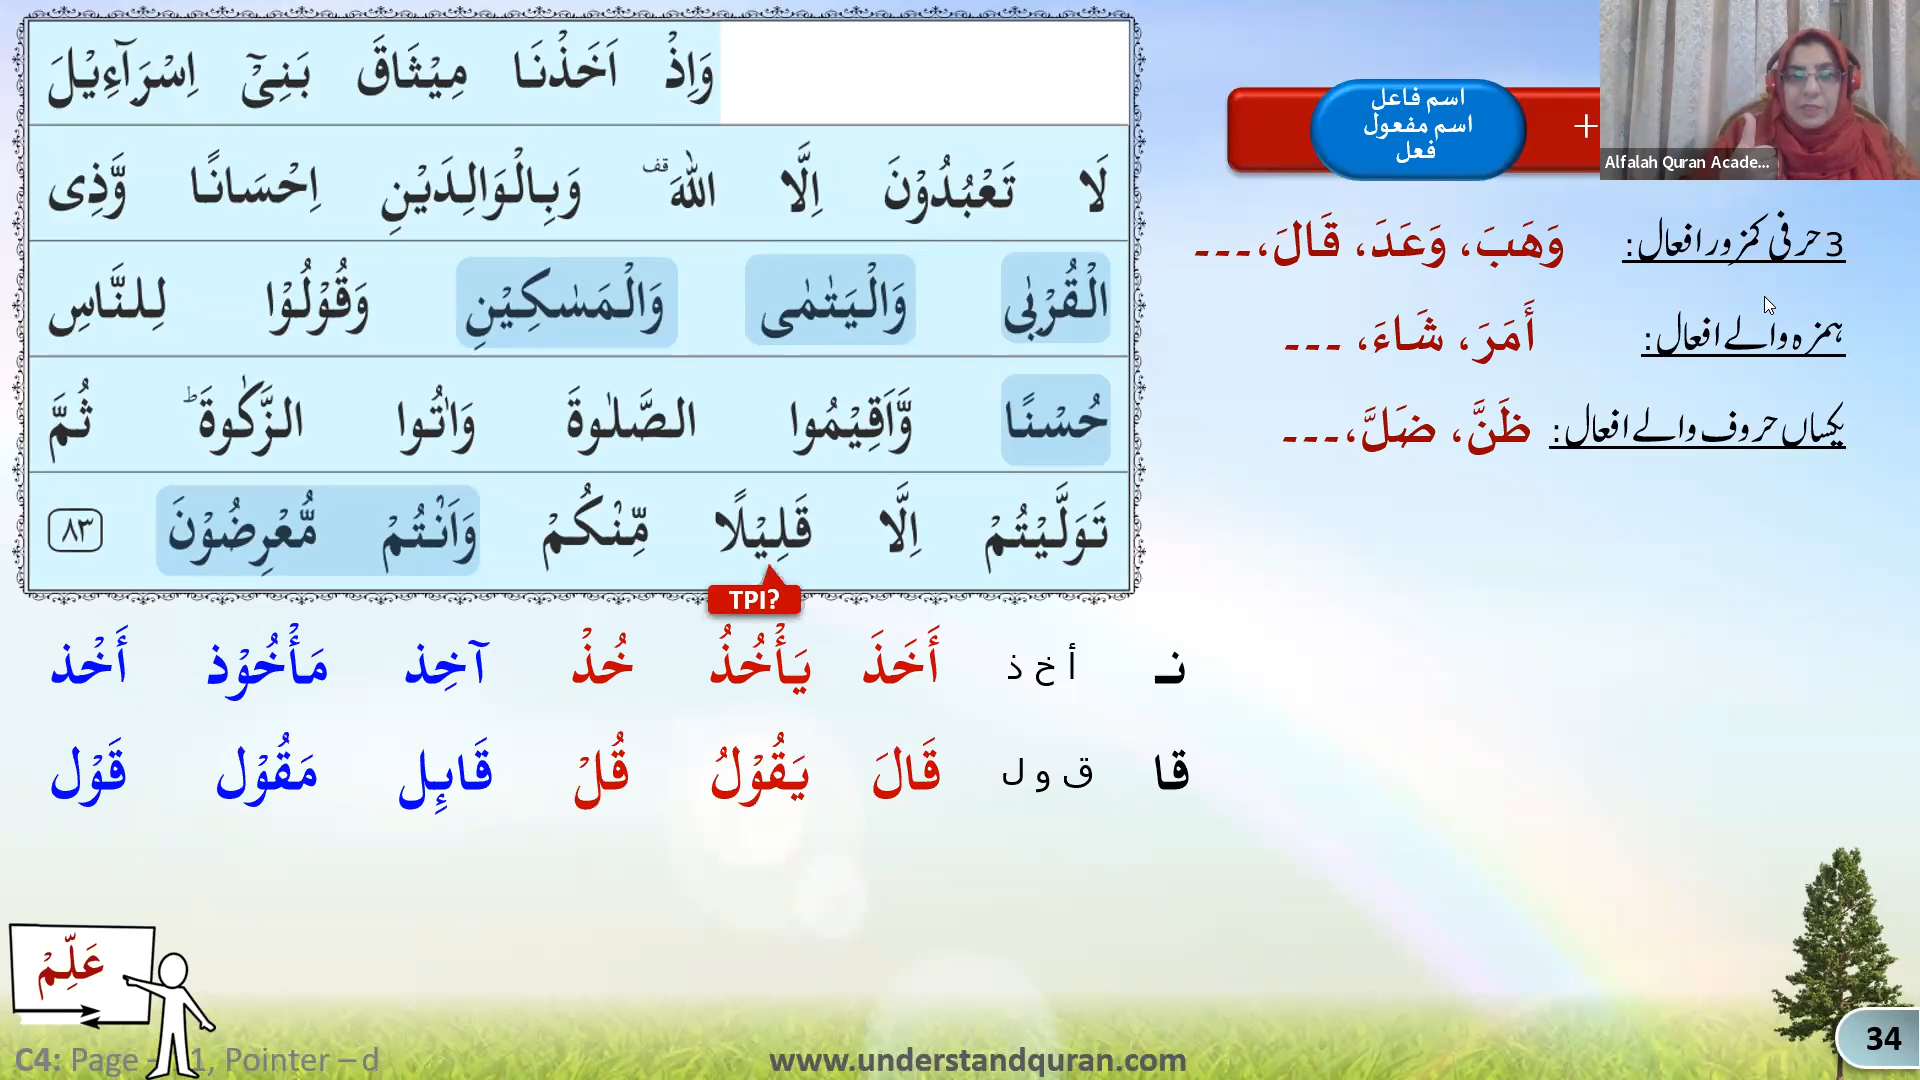 وَاِذْ اَخَذْنَا مِيْثَاقَ بَنِیْۤ اِسْرَآءِيْلَ
لَا تَعْبُدُوْنَ اِلَّا اللّٰهَ قف وَبِالْوَالِدَيْنِ اِحْسَانًا وَّذِی
الْقُرْبٰی وَالْيَتٰمٰی وَالْمَسٰكِيْنِ وَقُوْلُوْا لِلنَّاسِ
حُسْنًا وَّاَقِيْمُوا الصَّلٰوةَ وَاٰتُوا الزَّكٰوةَ ؕ ثُمَّ
تَوَلَّيْتُمْ اِلَّا قَلِيْلًا مِّنْكُمْ وَاَنْتُمْ مُّعْرِضُوْنَ ٨٣
TPI?
اسم فاعل
اسم مفعول
فعل
+
Alfalah Quran Acade...
3 حرفی کمزور افعال: وَهَبَ، وَعَدَ، قَالَ،---
ہمزہ والے افعال: أَمَرَ، شَاءَ، ---
یکساں حروف والے افعال: ظَنَّ، ضَلَّ،---
نـ أ خ ذ أَخَذَ يَأْخُذُ خُذْ آخِذ مَأْخُوْذ أَخْذ
قا ق و ل قَالَ يَقُوْلُ قُلْ قَائِل مَقُوْل قَوْل
عَلِّمْ
C4: Page – 1, Pointer – d
www.understandquran.com
34